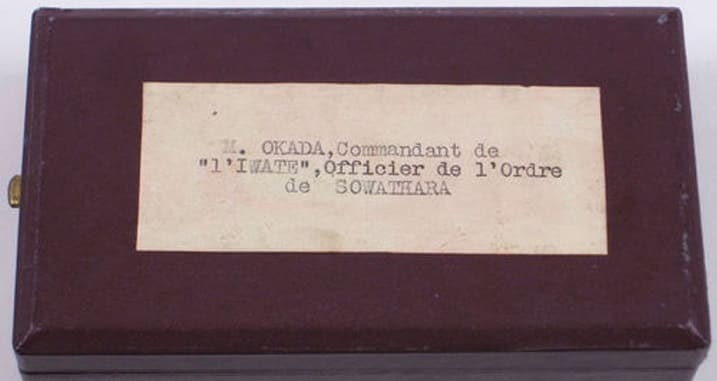 M. OKADA,Commandant de
"l'IWATE",Officier de l'Ordre
de SOWATHARA